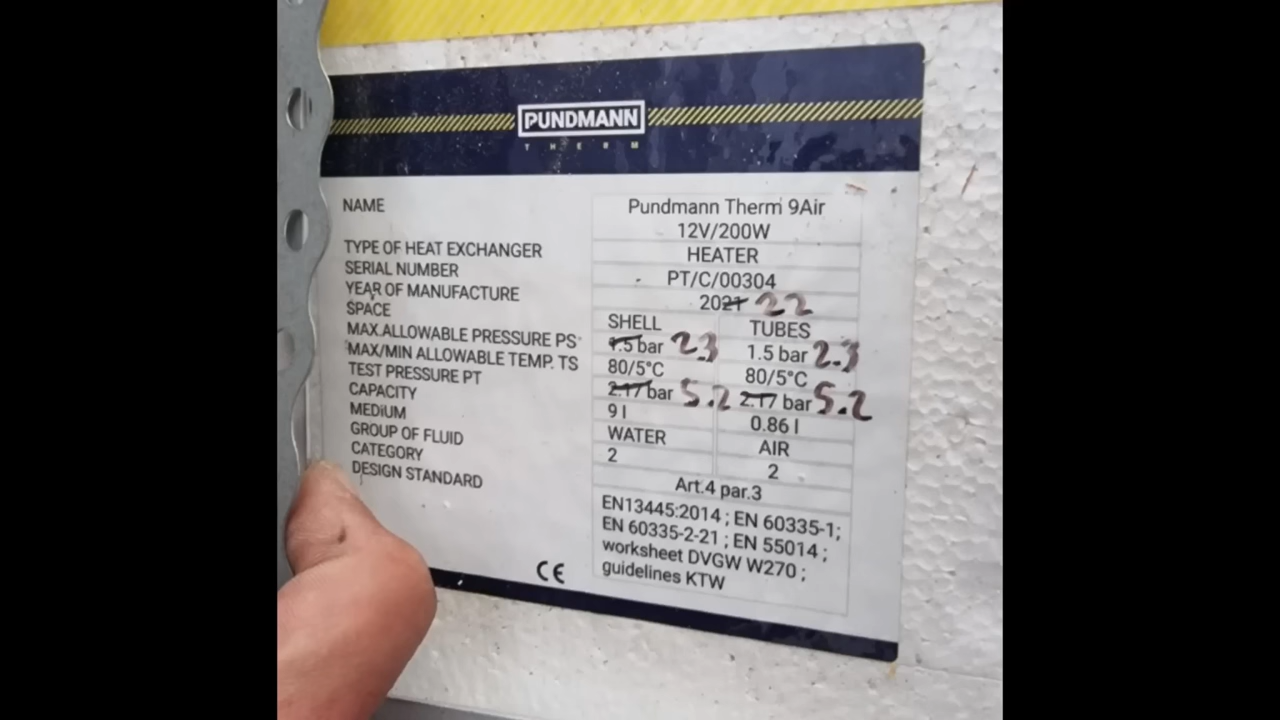 PUNDMANN
THERM
NAME Pundmann Therm 9Air
12V/200W
TYPE OF HEAT EXCHANGER HEATER
SERIAL NUMBER PT/C/00304
YEAR OF MANUFACTURE 2021 22
SPACE SHELL TUBES
MAX.ALLOWABLE PRESSURE PS 1.5 bar 2.3 1.5 bar 2.3
MAX/MIN ALLOWABLE TEMP. TS 80/5°C 80/5°C
TEST PRESSURE PT 2.17 bar 5.2 2.17 bar 5.2
CAPACITY 9 l 0.86 l
MEDIUM WATER AIR
GROUP OF FLUID 2 2
CATEGORY Art.4 par.3
DESIGN STANDARD EN13445:2014 ; EN 60335-1;
EN 60335-2-21 ; EN 55014 ;
worksheet DVGW W270 ;
guidelines KTW
CE